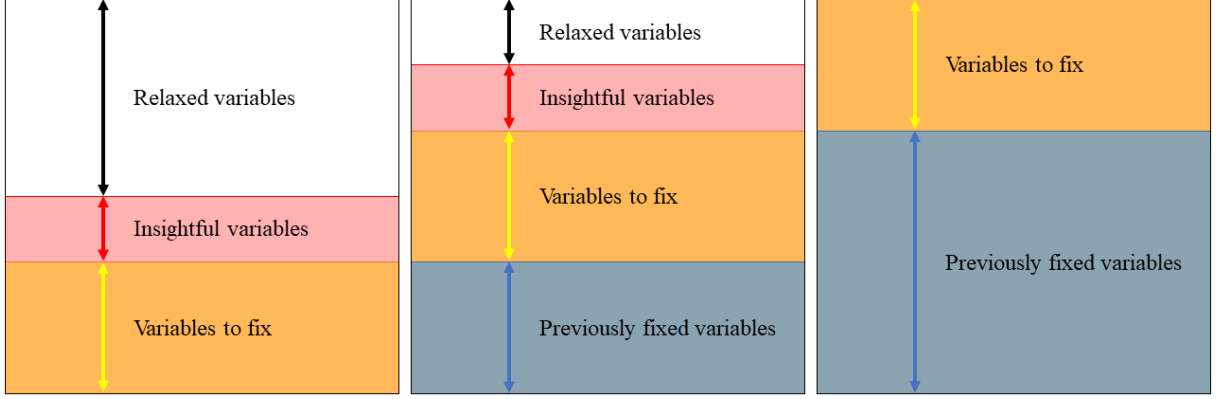 Relaxed variables
Insightful variables
Variables to fix
Relaxed variables
Insightful variables
Variables to fix
Previously fixed variables
Variables to fix
Previously fixed variables